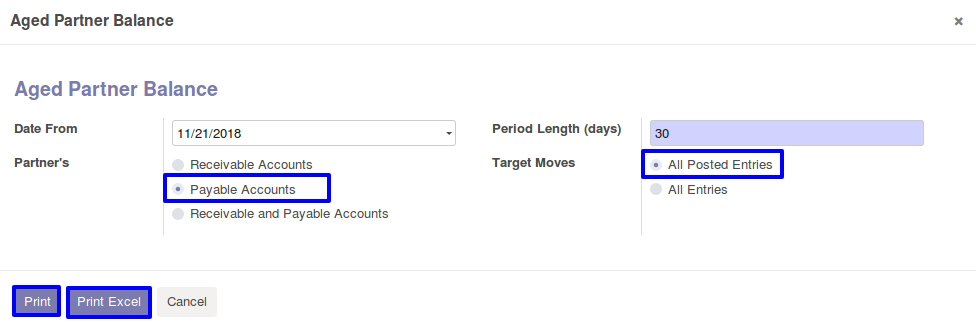 Aged Partner Balance ×
Aged Partner Balance
Date From 11/21/2018 Period Length (days) 30
Partner's Receivable Accounts Target Moves All Posted Entries
Payable Accounts All Entries
Receivable and Payable Accounts
Print Print Excel Cancel